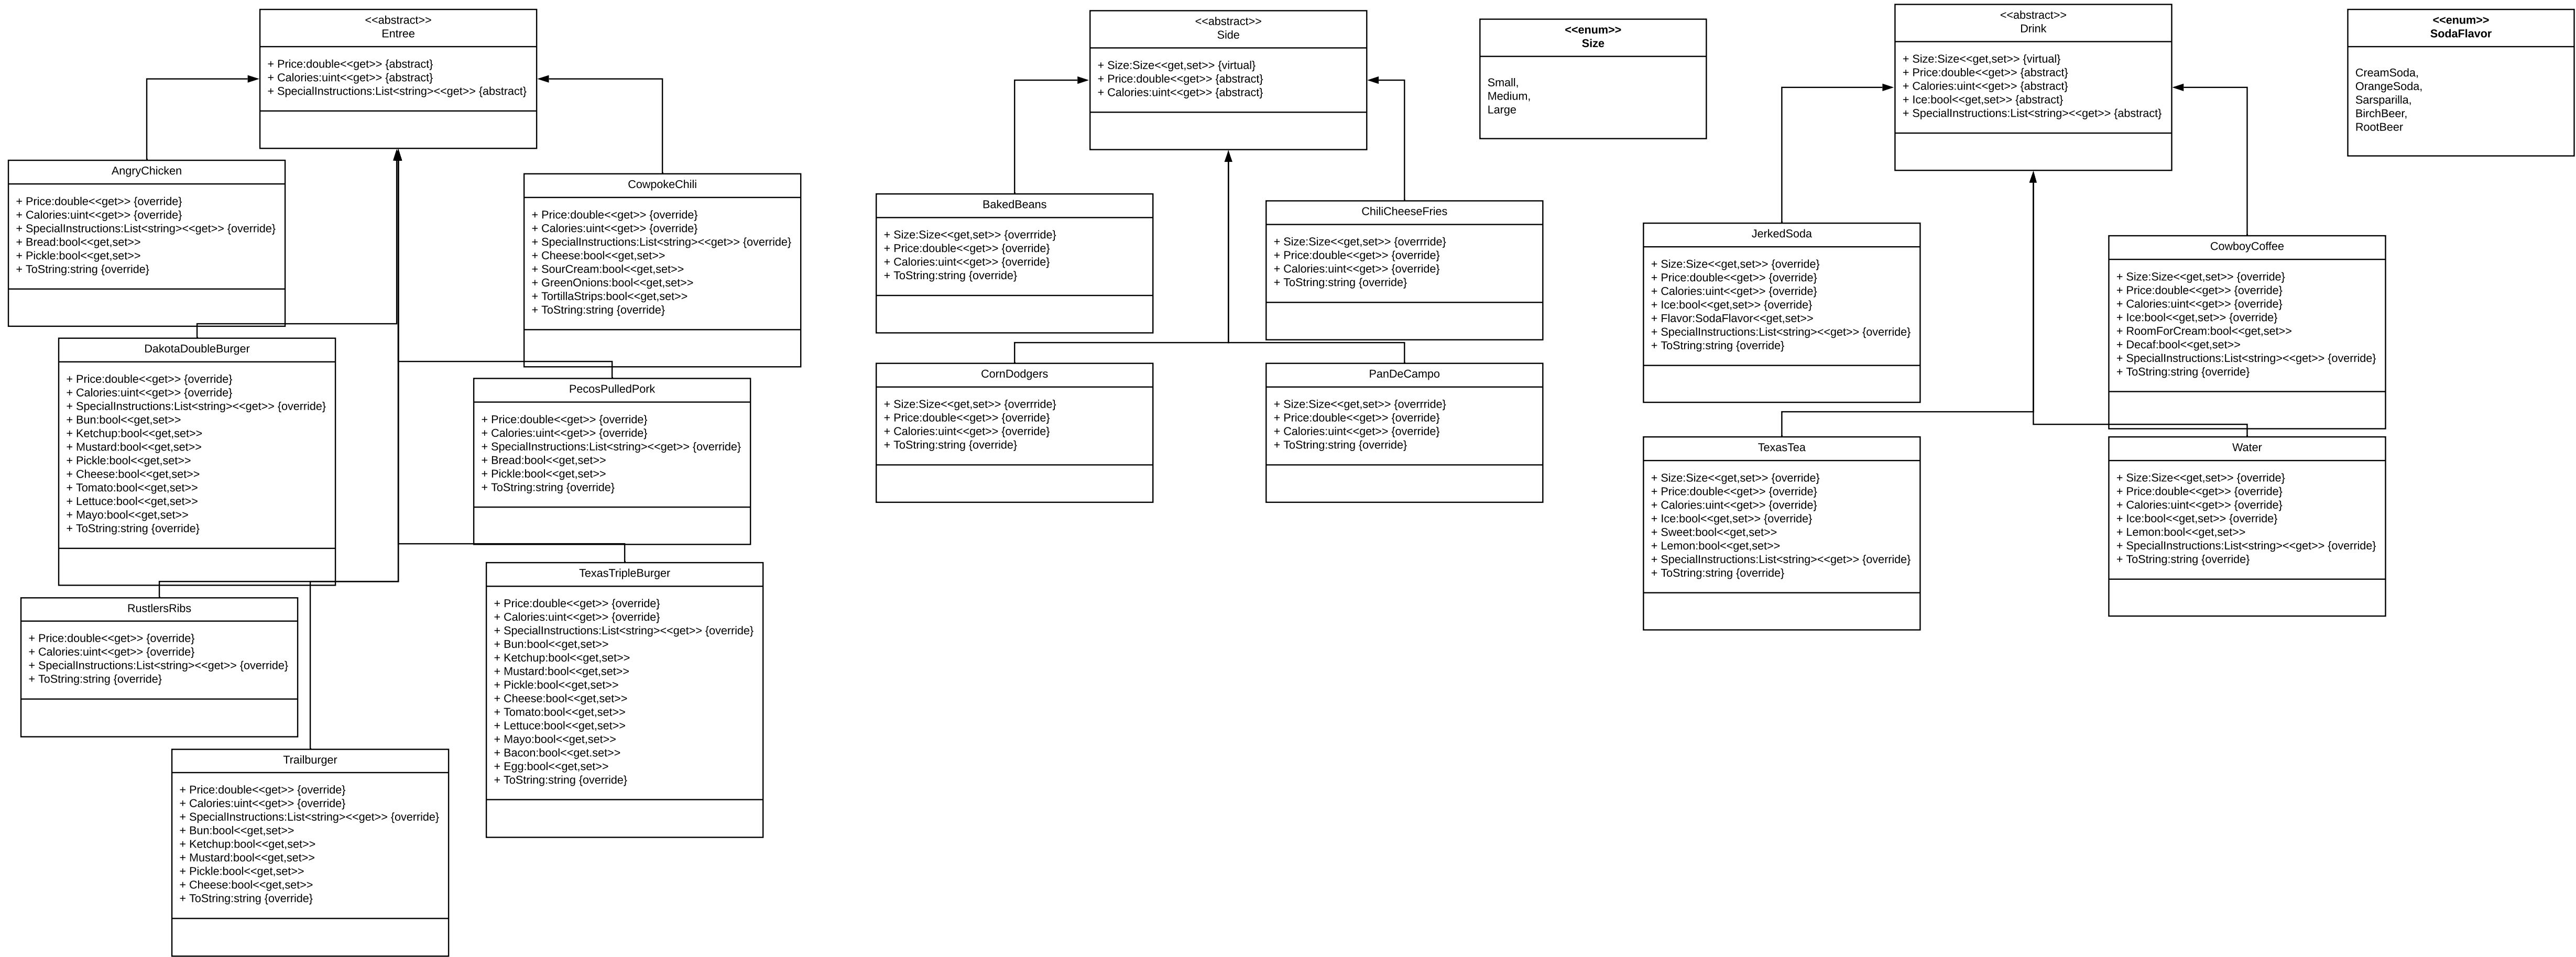 <<abstract>>
Entree
+ Price:double<<get>> {abstract}
+ Calories:uint<<get>> {abstract}
+ SpecialInstructions:List<string><<get>> {abstract}
AngryChicken
+ Price:double<<get>> {override}
+ Calories:uint<<get>> {override}
+ SpecialInstructions:List<string><<get>> {override}
+ Bread:bool<<get,set>>
+ Pickle:bool<<get,set>>
+ ToString:string {override}
CowpokeChili
+ Price:double<<get>> {override}
+ Calories:uint<<get>> {override}
+ SpecialInstructions:List<string><<get>> {override}
+ Cheese:bool<<get,set>>
+ SourCream:bool<<get,set>>
+ GreenOnions:bool<<get,set>>
+ TortillaStrips:bool<<get,set>>
+ ToString:string {override}
DakotaDoubleBurger
+ Price:double<<get>> {override}
+ Calories:uint<<get>> {override}
+ SpecialInstructions:List<string><<get>> {override}
+ Bun:bool<<get,set>>
+ Ketchup:bool<<get,set>>
+ Mustard:bool<<get,set>>
+ Pickle:bool<<get,set>>
+ Cheese:bool<<get,set>>
+ Tomato:bool<<get,set>>
+ Lettuce:bool<<get,set>>
+ Mayo:bool<<get,set>>
+ ToString:string {override}
PecosPulledPork
+ Price:double<<get>> {override}
+ Calories:uint<<get>> {override}
+ SpecialInstructions:List<string><<get>> {override}
+ Bread:bool<<get,set>>
+ Pickle:bool<<get,set>>
+ ToString:string {override}
RustlersRibs
+ Price:double<<get>> {override}
+ Calories:uint<<get>> {override}
+ SpecialInstructions:List<string><<get>> {override}
+ ToString:string {override}
TexasTripleBurger
+ Price:double<<get>> {override}
+ Calories:uint<<get>> {override}
+ SpecialInstructions:List<string><<get>> {override}
+ Bun:bool<<get,set>>
+ Ketchup:bool<<get,set>>
+ Mustard:bool<<get,set>>
+ Pickle:bool<<get,set>>
+ Cheese:bool<<get,set>>
+ Tomato:bool<<get,set>>
+ Lettuce:bool<<get,set>>
+ Mayo:bool<<get,set>>
+ Bacon:bool<<get.set>>
+ Egg:bool<<get,set>>
+ ToString:string {override}
Trailburger
+ Price:double<<get>> {override}
+ Calories:uint<<get>> {override}
+ SpecialInstructions:List<string><<get>> {override}
+ Bun:bool<<get,set>>
+ Ketchup:bool<<get,set>>
+ Mustard:bool<<get,set>>
+ Pickle:bool<<get,set>>
+ Cheese:bool<<get,set>>
+ ToString:string {override}
<<abstract>>
Side
+ Size:Size<<get,set>> {virtual}
+ Price:double<<get>> {abstract}
+ Calories:uint<<get>> {abstract}
<<enum>>
Size
Small,
Medium,
Large
BakedBeans
+ Size:Size<<get,set>> {overrride}
+ Price:double<<get>> {override}
+ Calories:uint<<get>> {override}
+ ToString:string {override}
ChiliCheeseFries
+ Size:Size<<get,set>> {overrride}
+ Price:double<<get>> {override}
+ Calories:uint<<get>> {override}
+ ToString:string {override}
CornDodgers
+ Size:Size<<get,set>> {overrride}
+ Price:double<<get>> {override}
+ Calories:uint<<get>> {override}
+ ToString:string {override}
PanDeCampo
+ Size:Size<<get,set>> {overrride}
+ Price:double<<get>> {override}
+ Calories:uint<<get>> {override}
+ ToString:string {override}
<<abstract>>
Drink
+ Size:Size<<get,set>> {virtual}
+ Price:double<<get>> {abstract}
+ Calories:uint<<get>> {abstract}
+ Ice:bool<<get,set>> {abstract}
+ SpecialInstructions:List<string><<get>> {abstract}
<<enum>>
SodaFlavor
CreamSoda,
OrangeSoda,
Sarsparilla,
BirchBeer,
RootBeer
JerkedSoda
+ Size:Size<<get,set>> {override}
+ Price:double<<get>> {override}
+ Calories:uint<<get>> {override}
+ Ice:bool<<get,set>> {override}
+ Flavor:SodaFlavor<<get,set>>
+ SpecialInstructions:List<string><<get>> {override}
+ ToString:string {override}
CowboyCoffee
+ Size:Size<<get,set>> {override}
+ Price:double<<get>> {override}
+ Calories:uint<<get>> {override}
+ Ice:bool<<get,set>> {override}
+ RoomForCream:bool<<get,set>>
+ Decaf:bool<<get,set>>
+ SpecialInstructions:List<string><<get>> {override}
+ ToString:string {override}
TexasTea
+ Size:Size<<get,set>> {override}
+ Price:double<<get>> {override}
+ Calories:uint<<get>> {override}
+ Ice:bool<<get,set>> {override}
+ Sweet:bool<<get,set>>
+ Lemon:bool<<get,set>>
+ SpecialInstructions:List<string><<get>> {override}
+ ToString:string {override}
Water
+ Size:Size<<get,set>> {override}
+ Price:double<<get>> {override}
+ Calories:uint<<get>> {override}
+ Ice:bool<<get,set>> {override}
+ Lemon:bool<<get,set>>
+ SpecialInstructions:List<string><<get>> {override}
+ ToString:string {override}